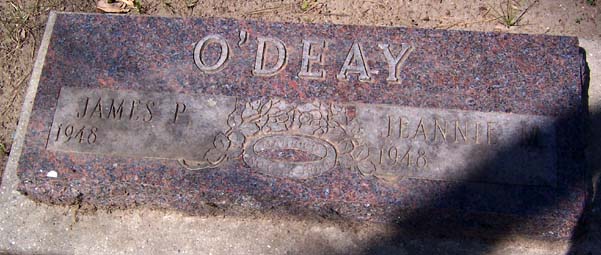 O'DEAY
JAMES P.
1948
JEANNIE M.
1948